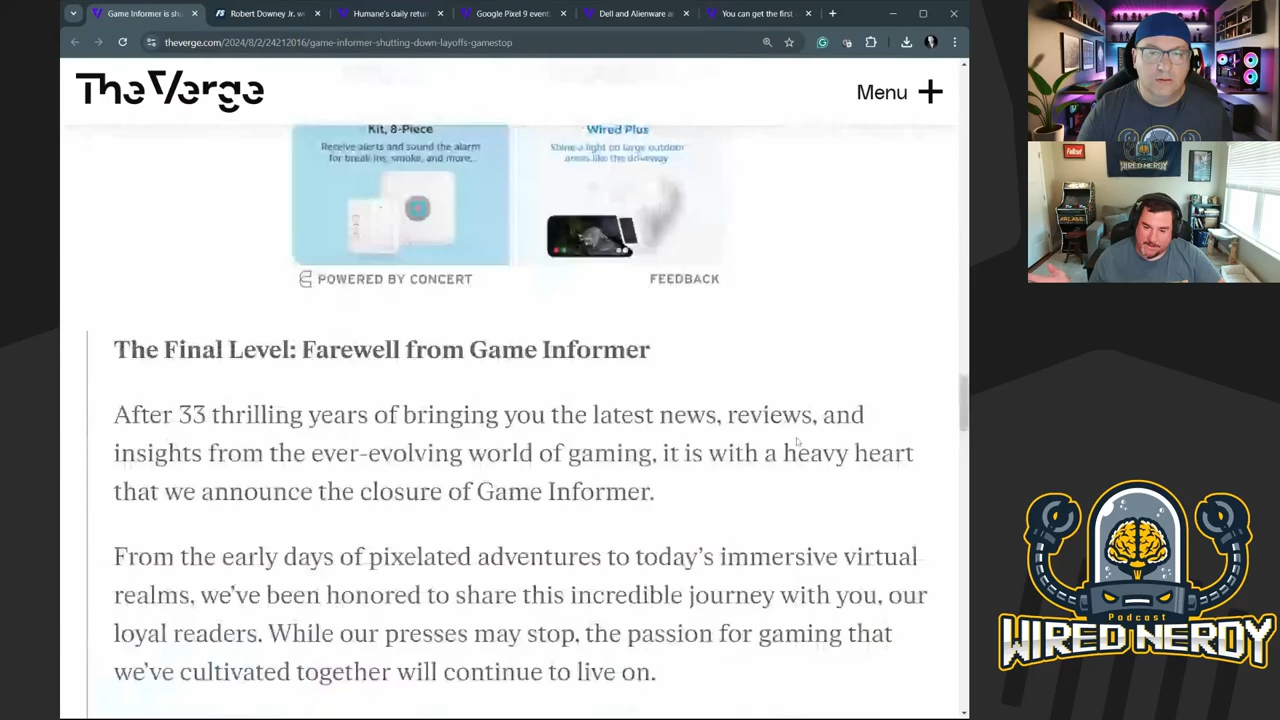 Game Informer is sh
Robert Downey Jr. w
Humane's daily retur
Google Pixel 9 event
Dell and Alienware a
You can get the first
theverge.com/2024/8/2/24212016/game-informer-shutting-down-layoffs-gamestop
The Verge
Menu
Kit, 8-Piece
Receive alerts and sound the alarm
for break ins, smoke, and more...
Wired Plus
Shine a light on large outdoor
areas like the driveway
POWERED BY CONCERT
FEEDBACK
The Final Level: Farewell from Game Informer
After 33 thrilling years of bringing you the latest news, reviews, and
insights from the ever-evolving world of gaming, it is with a heavy heart
that we announce the closure of Game Informer.
From the early days of pixelated adventures to today's immersive virtual
realms, we've been honored to share this incredible journey with you, our
loyal readers. While our presses may stop, the passion for gaming that
we've cultivated together will continue to live on.
Fallout
WIRED NERDY
ARCADE
Podcast
WIRED NERDY